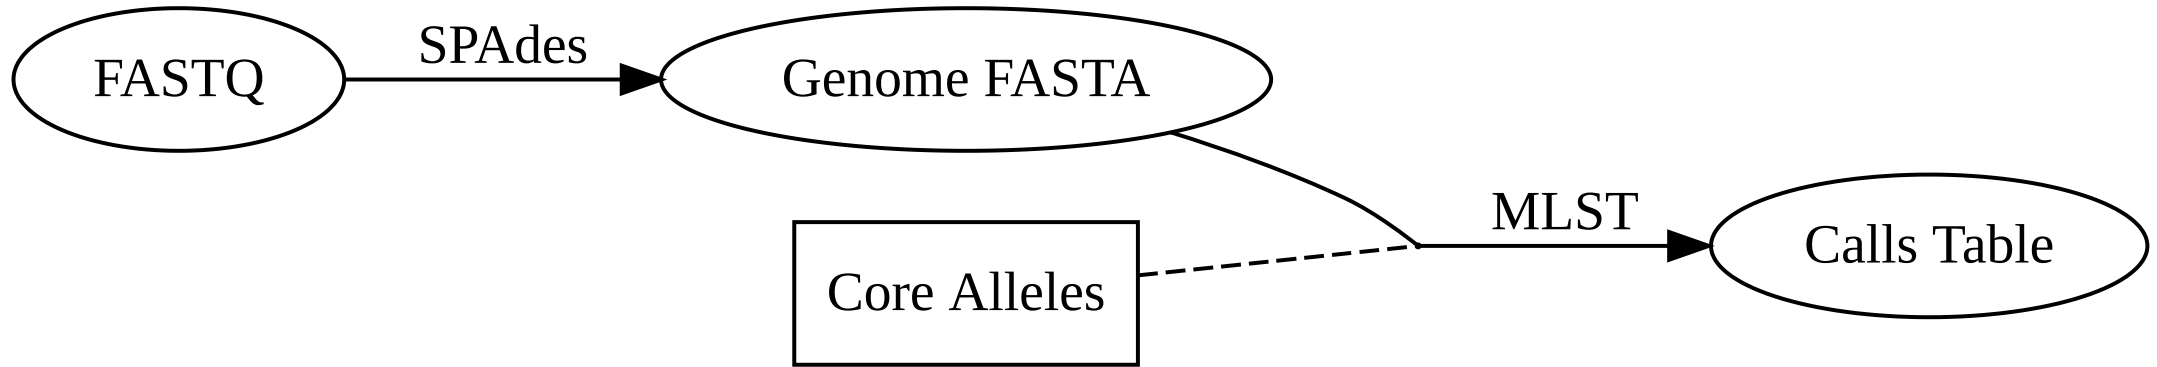 FASTQ
SPAdes
Genome FASTA
Core Alleles
MLST
Calls Table